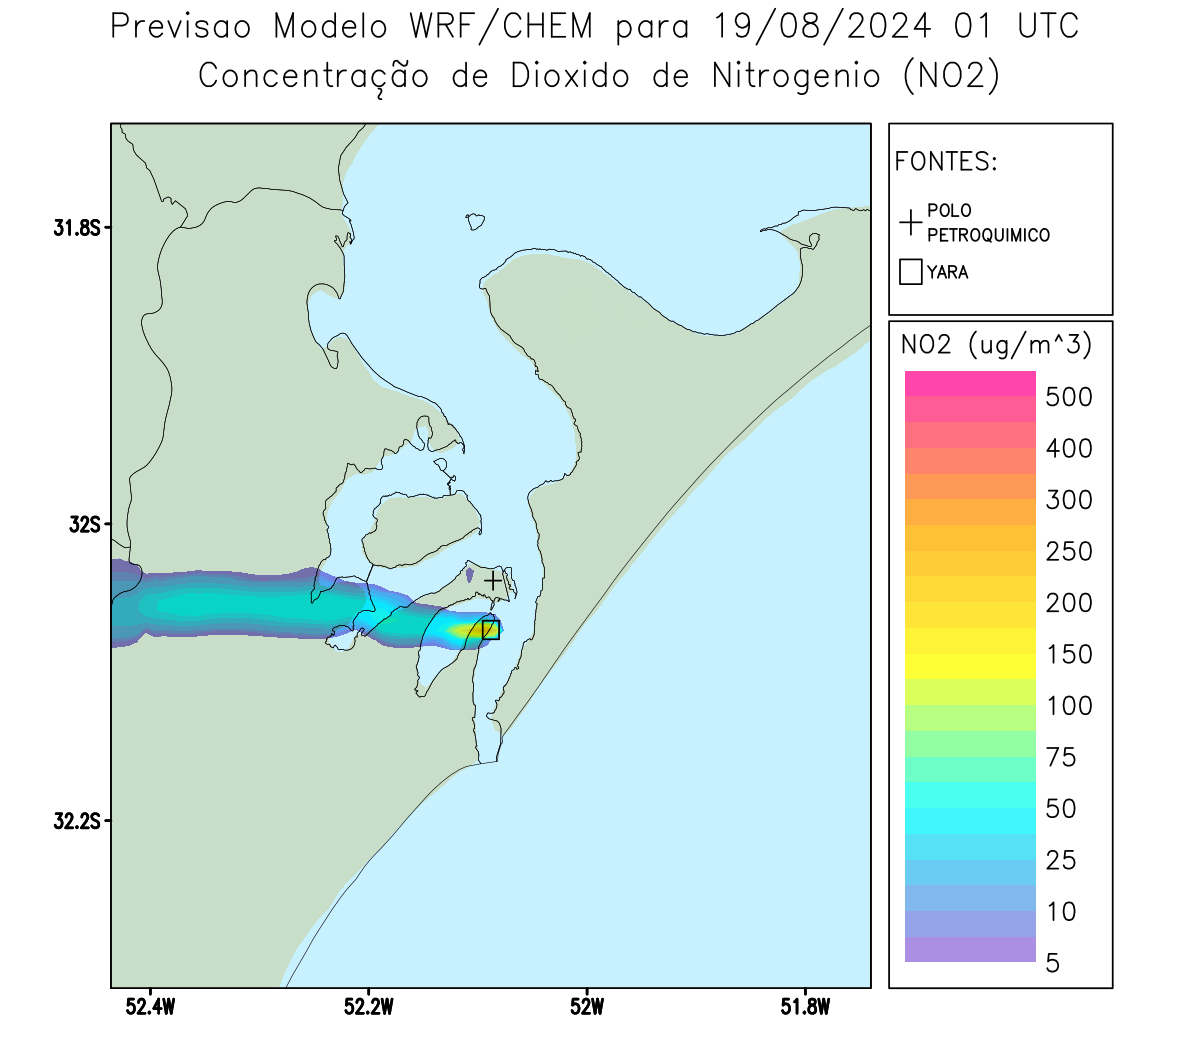 Previsao Modelo WRF/CHEM para 19/08/2024 01 UTC
Concentração de Dioxido de Nitrogenio (NO2)
FONTES:
POLO
PETROQUIMICO
YARA
NO2 (ug/m^3)
500
400
300
250
200
150
100
75
50
25
10
5
31.8S
32S
32.2S
52.4W
52.2W
52W
51.8W